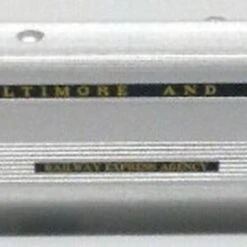 LTIMORE AND
RAILWAY EXPRESS AGENCY